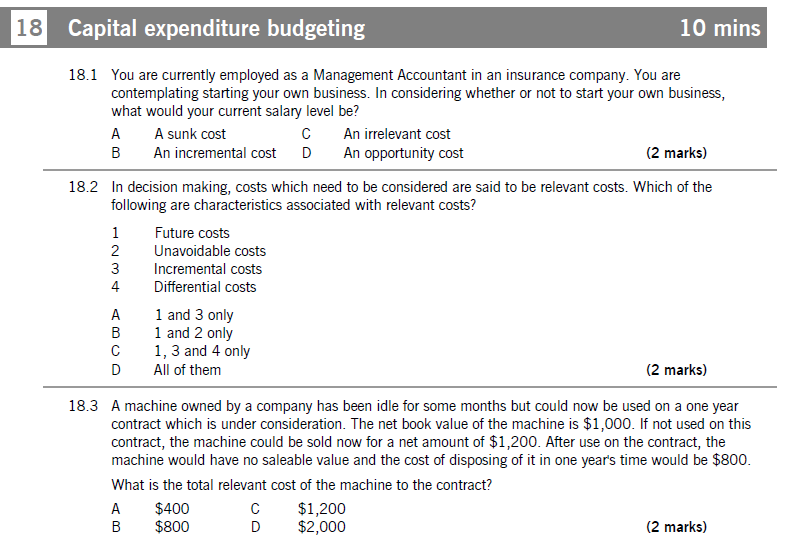 18 Capital expenditure budgeting 10 mins
18.1 You are currently employed as a Management Accountant in an insurance company. You are
contemplating starting your own business. In considering whether or not to start your own business,
what would your current salary level be?
A A sunk cost C An irrelevant cost
B An incremental cost D An opportunity cost (2 marks)
18.2 In decision making, costs which need to be considered are said to be relevant costs. Which of the
following are characteristics associated with relevant costs?
1 Future costs
2 Unavoidable costs
3 Incremental costs
4 Differential costs
A 1 and 3 only
B 1 and 2 only
C 1, 3 and 4 only
D All of them (2 marks)
18.3 A machine owned by a company has been idle for some months but could now be used on a one year
contract which is under consideration. The net book value of the machine is $1,000. If not used on this
contract, the machine could be sold now for a net amount of $1,200. After use on the contract, the
machine would have no saleable value and the cost of disposing of it in one year's time would be $800.
What is the total relevant cost of the machine to the contract?
A $400 C $1,200
B $800 D $2,000 (2 marks)